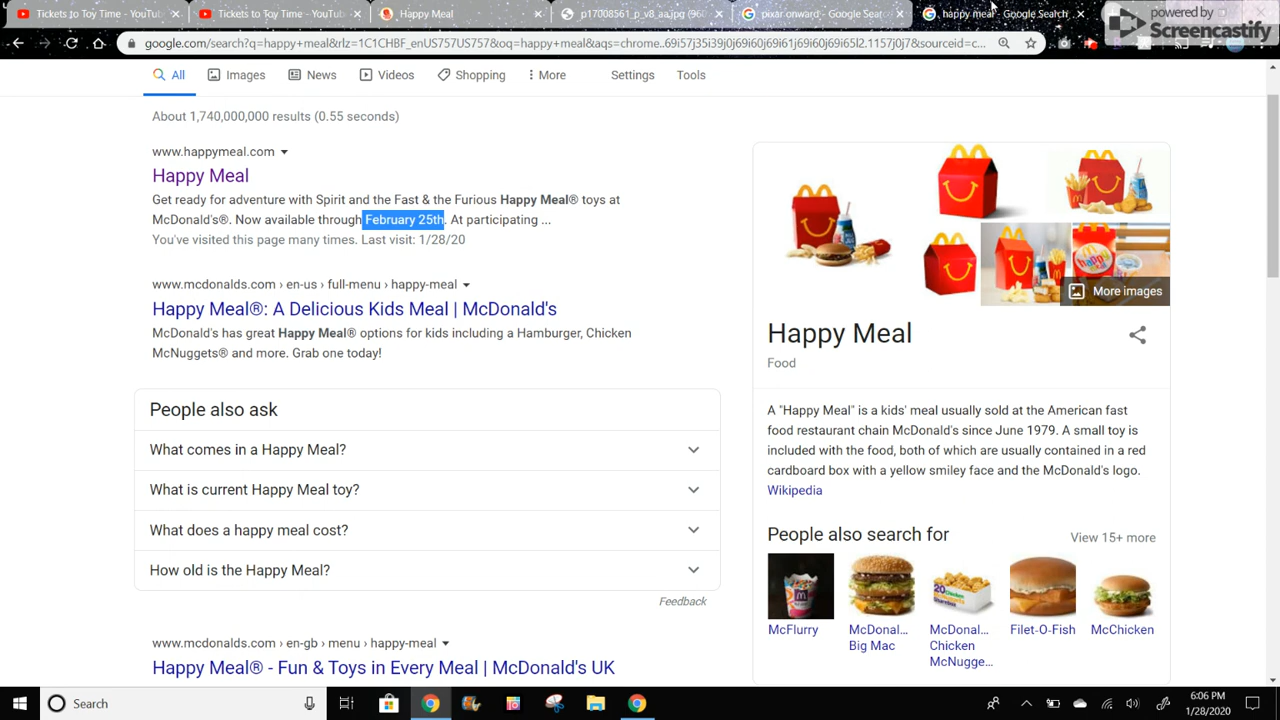 Tickets to Toy Time - YouTube
Tickets to Toy Time - YouTube
Happy Meal
p17008561_p_v8_aa.jpg (960
pixar onward - Google Search
happy meal - Google Search
powered by
Screencastify
google.com/search?q=happy+meal&rlz=1C1CHBF_enUS757US757&oq=happy+meal&aqs=chrome..69i57j35i39j0j69i60j69i61j69i60j69i65l2.1157j0j7&sourceid=c...
All
Images
News
Videos
Shopping
More
Settings
Tools
About 1,740,000,000 results (0.55 seconds)
www.happymeal.com
Happy Meal
Get ready for adventure with Spirit and the Fast & the Furious Happy Meal® toys at
McDonald's®. Now available through February 25th. At participating ...
You've visited this page many times. Last visit: 1/28/20
www.mcdonalds.com › en-us › full-menu › happy-meal
Happy Meal®: A Delicious Kids Meal | McDonald's
McDonald's has great Happy Meal® options for kids including a Hamburger, Chicken
McNuggets® and more. Grab one today!
People also ask
What comes in a Happy Meal?
What is current Happy Meal toy?
What does a happy meal cost?
How old is the Happy Meal?
Feedback
www.mcdonalds.com › en-gb › menu › happy-meal
Happy Meal® - Fun & Toys in Every Meal | McDonald's UK
More images
Happy Meal
Food
A "Happy Meal" is a kids' meal usually sold at the American fast
food restaurant chain McDonald's since June 1979. A small toy is
included with the food, both of which are usually contained in a red
cardboard box with a yellow smiley face and the McDonald's logo.
Wikipedia
People also search for
View 15+ more
McFlurry
McDonal...
Big Mac
McDonal...
Chicken
McNugge...
Filet-O-Fish
McChicken
Search
6:06 PM
1/28/2020